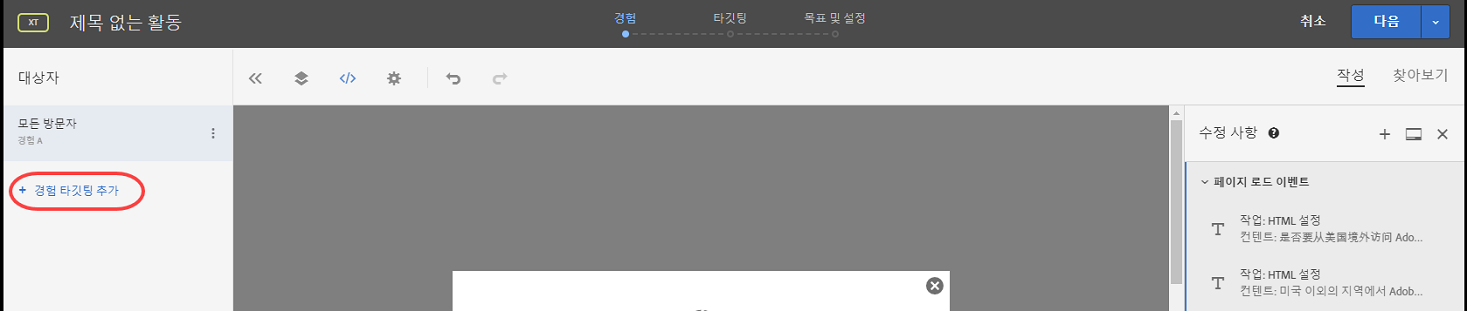 XT
제목 없는 활동
경험
타깃팅
목표 및 설정
취소
다음
대상자
작성
찾아보기
모든 방문자
경험 A
+ 경험 타깃팅 추가
수정 사항
페이지 로드 이벤트
작업: HTML 설정
컨텐트: 是否要从美国境外访问 Ado...
작업: HTML 설정
컨텐트: 미국 이외의 지역에서 Adob...